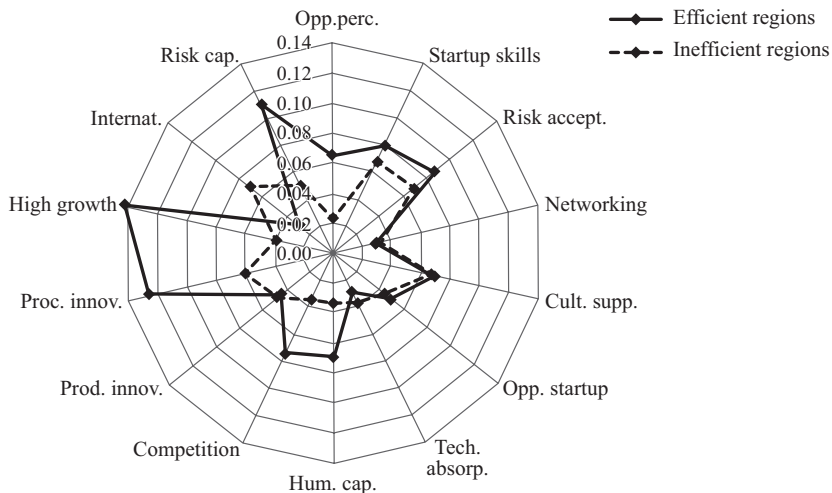 Opp.perc.
Efficient regions
Inefficient regions
0.14
0.12
0.10
0.08
0.06
0.04
0.02
0.00
Startup skills
Risk accept.
Networking
Cult. supp.
Opp. startup
Tech.
absorp.
Hum. cap.
Competition
Prod. innov.
Proc. innov.
High growth
Internat.
Risk cap.